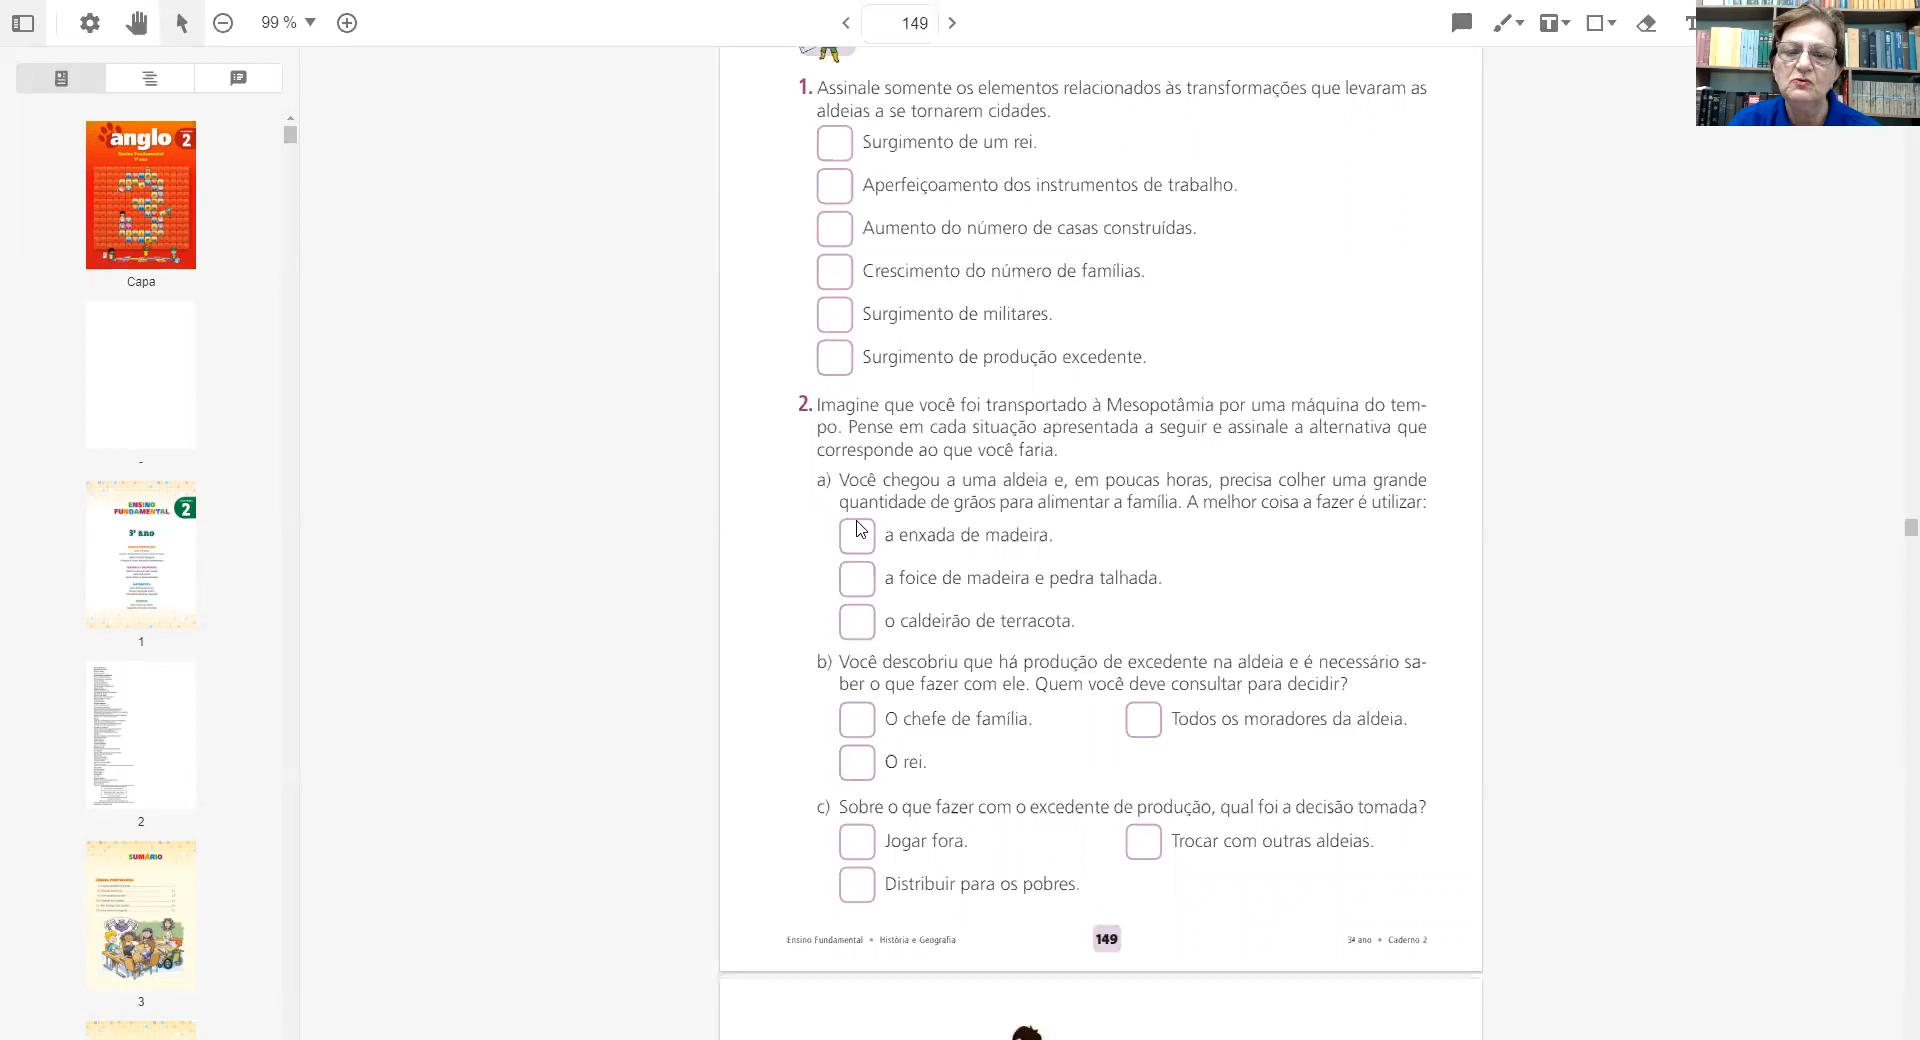 99 %
149
anglo 2
Ensino Fundamental
3º ano
Capa
-
ENSINO
FUNDAMENTAL
2
3º ano
1
2
SUMÁRIO
3
1. Assinale somente os elementos relacionados às transformações que levaram as
aldeias a se tornarem cidades.
Surgimento de um rei.
Aperfeiçoamento dos instrumentos de trabalho.
Aumento do número de casas construídas.
Crescimento do número de famílias.
Surgimento de militares.
Surgimento de produção excedente.
2. Imagine que você foi transportado à Mesopotâmia por uma máquina do tem-
po. Pense em cada situação apresentada a seguir e assinale a alternativa que
corresponde ao que você faria.
a) Você chegou a uma aldeia e, em poucas horas, precisa colher uma grande
quantidade de grãos para alimentar a família. A melhor coisa a fazer é utilizar:
a enxada de madeira.
a foice de madeira e pedra talhada.
o caldeirão de terracota.
b) Você descobriu que há produção de excedente na aldeia e é necessário sa-
ber o que fazer com ele. Quem você deve consultar para decidir?
O chefe de família. Todos os moradores da aldeia.
O rei.
c) Sobre o que fazer com o excedente de produção, qual foi a decisão tomada?
Jogar fora. Trocar com outras aldeias.
Distribuir para os pobres.
Ensino Fundamental • História e Geografia 149 3º ano • Caderno 2